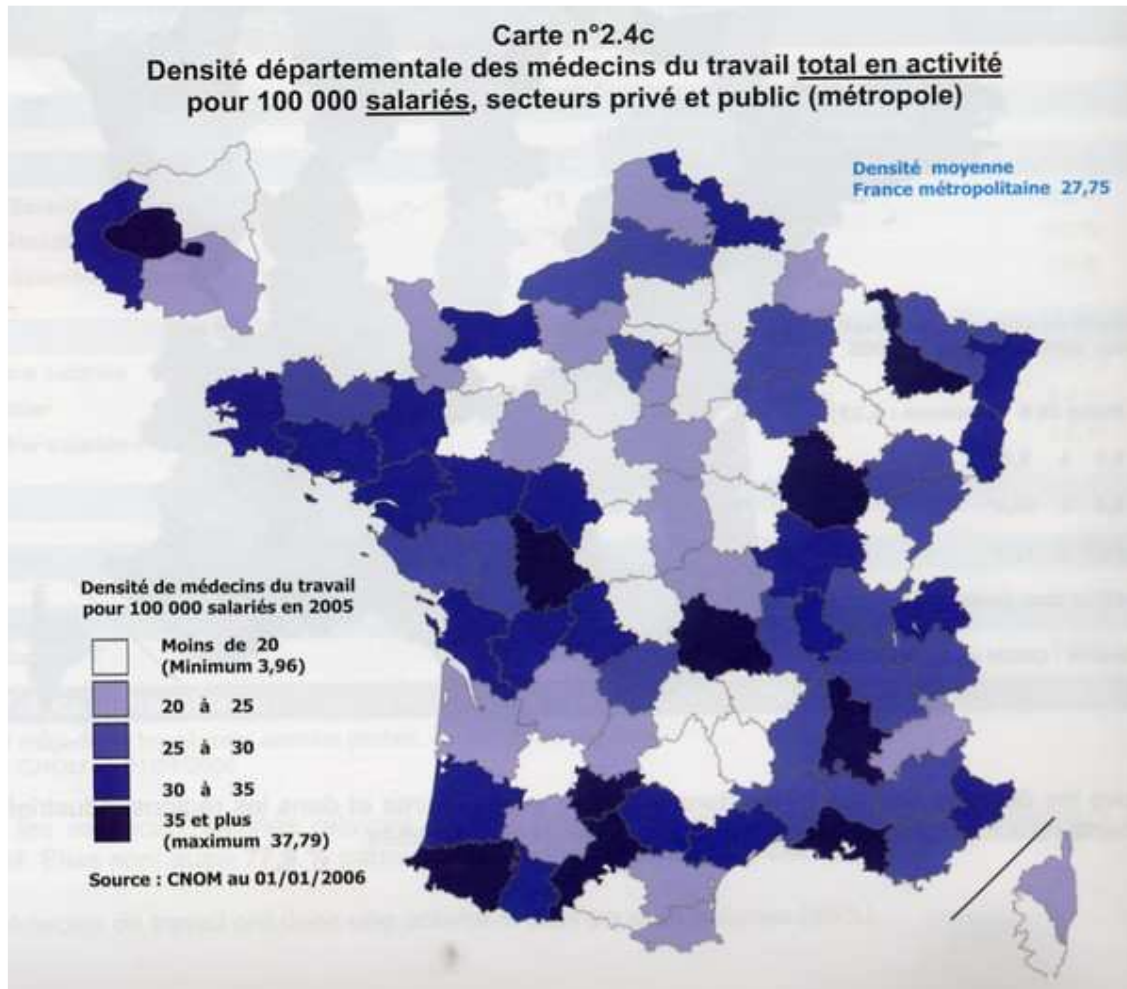 Carte n°2.4c
Densité départementale des médecins du travail total en activité
pour 100 000 salariés, secteurs privé et public (métropole)
Densité moyenne
France métropolitaine 27,75
Densité de médecins du travail
pour 100 000 salariés en 2005
Moins de 20
(Minimum 3,96)
20 à 25
25 à 30
30 à 35
35 et plus
(maximum 37,79)
Source : CNOM au 01/01/2006